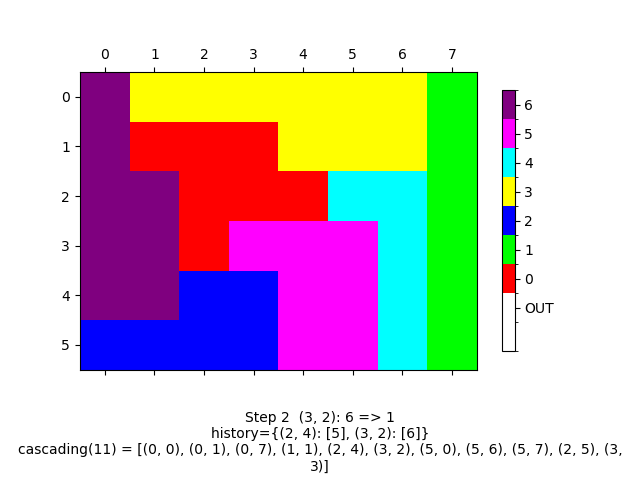 0 1 2 3 4 5 6 7
0
1
2
3
4
5
6
5
4
3
2
1
0
OUT
Step 2  (3, 2): 6 => 1
history={(2, 4): [5], (3, 2): [6]}
cascading(11) = [(0, 0), (0, 1), (0, 7), (1, 1), (2, 4), (3, 2), (5, 0), (5, 6), (5, 7), (2, 5), (3,
3)]